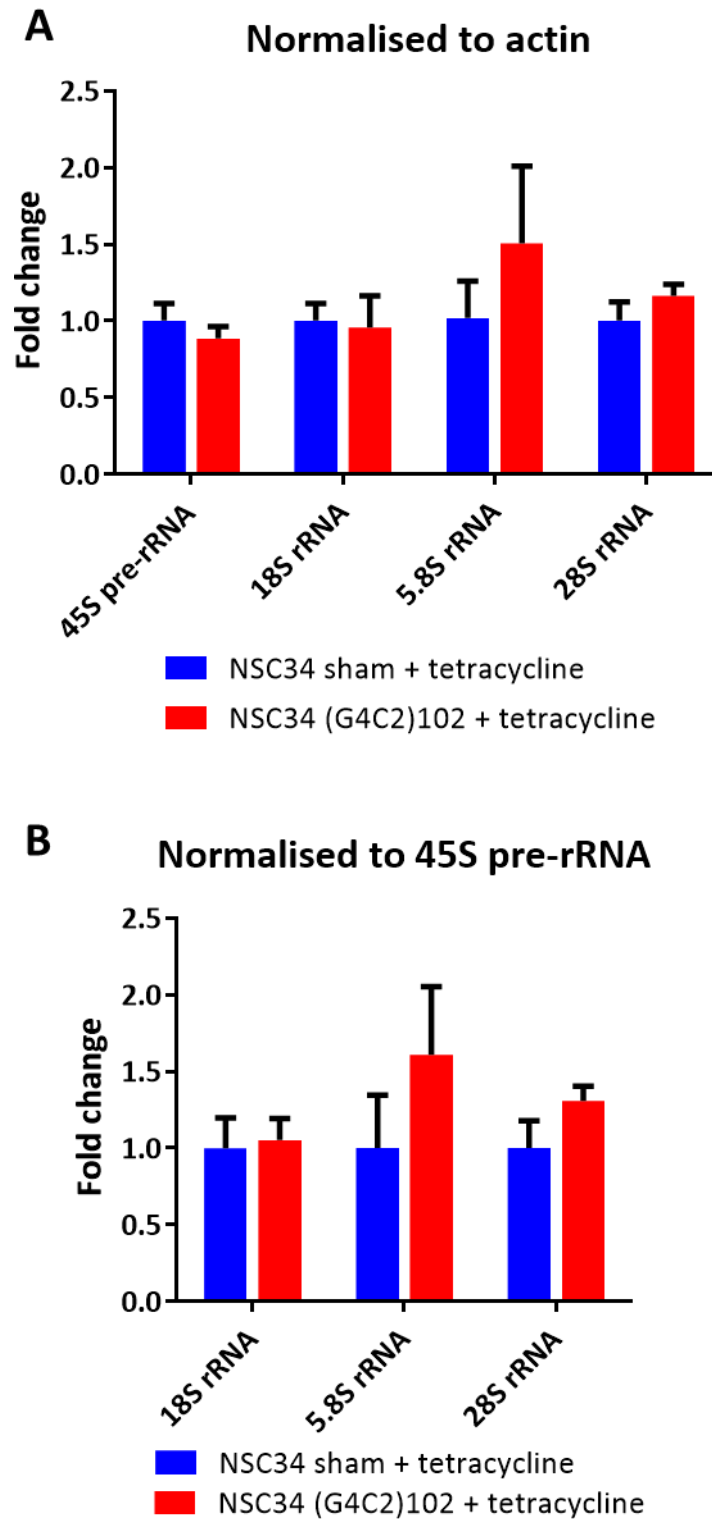 A
Normalised to actin
Fold change
2.5
2.0
1.5
1.0
0.5
0.0
45S pre-rRNA
18S rRNA
5.8S rRNA
28S rRNA
NSC34 sham + tetracycline
NSC34 (G4C2)102 + tetracycline
B
Normalised to 45S pre-rRNA
Fold change
2.5
2.0
1.5
1.0
0.5
0.0
18S rRNA
5.8S rRNA
28S rRNA
NSC34 sham + tetracycline
NSC34 (G4C2)102 + tetracycline